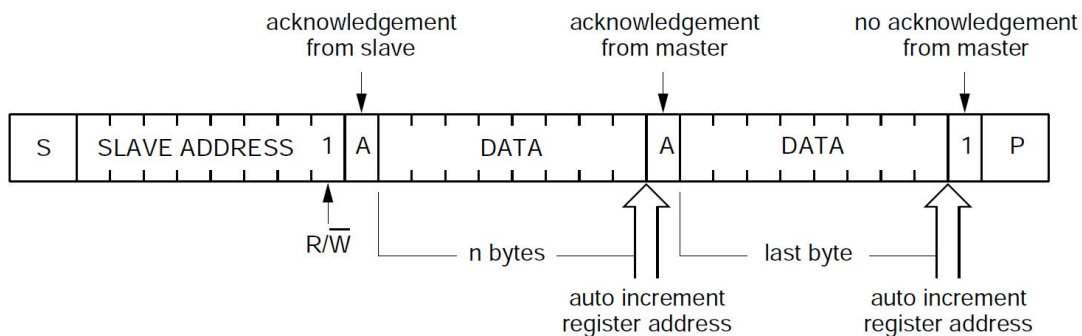 acknowledgement
from slave
acknowledgement
from master
no acknowledgement
from master
S SLAVE ADDRESS 1 A DATA A DATA 1 P
R/W̅
n bytes
last byte
auto increment
register address
auto increment
register address